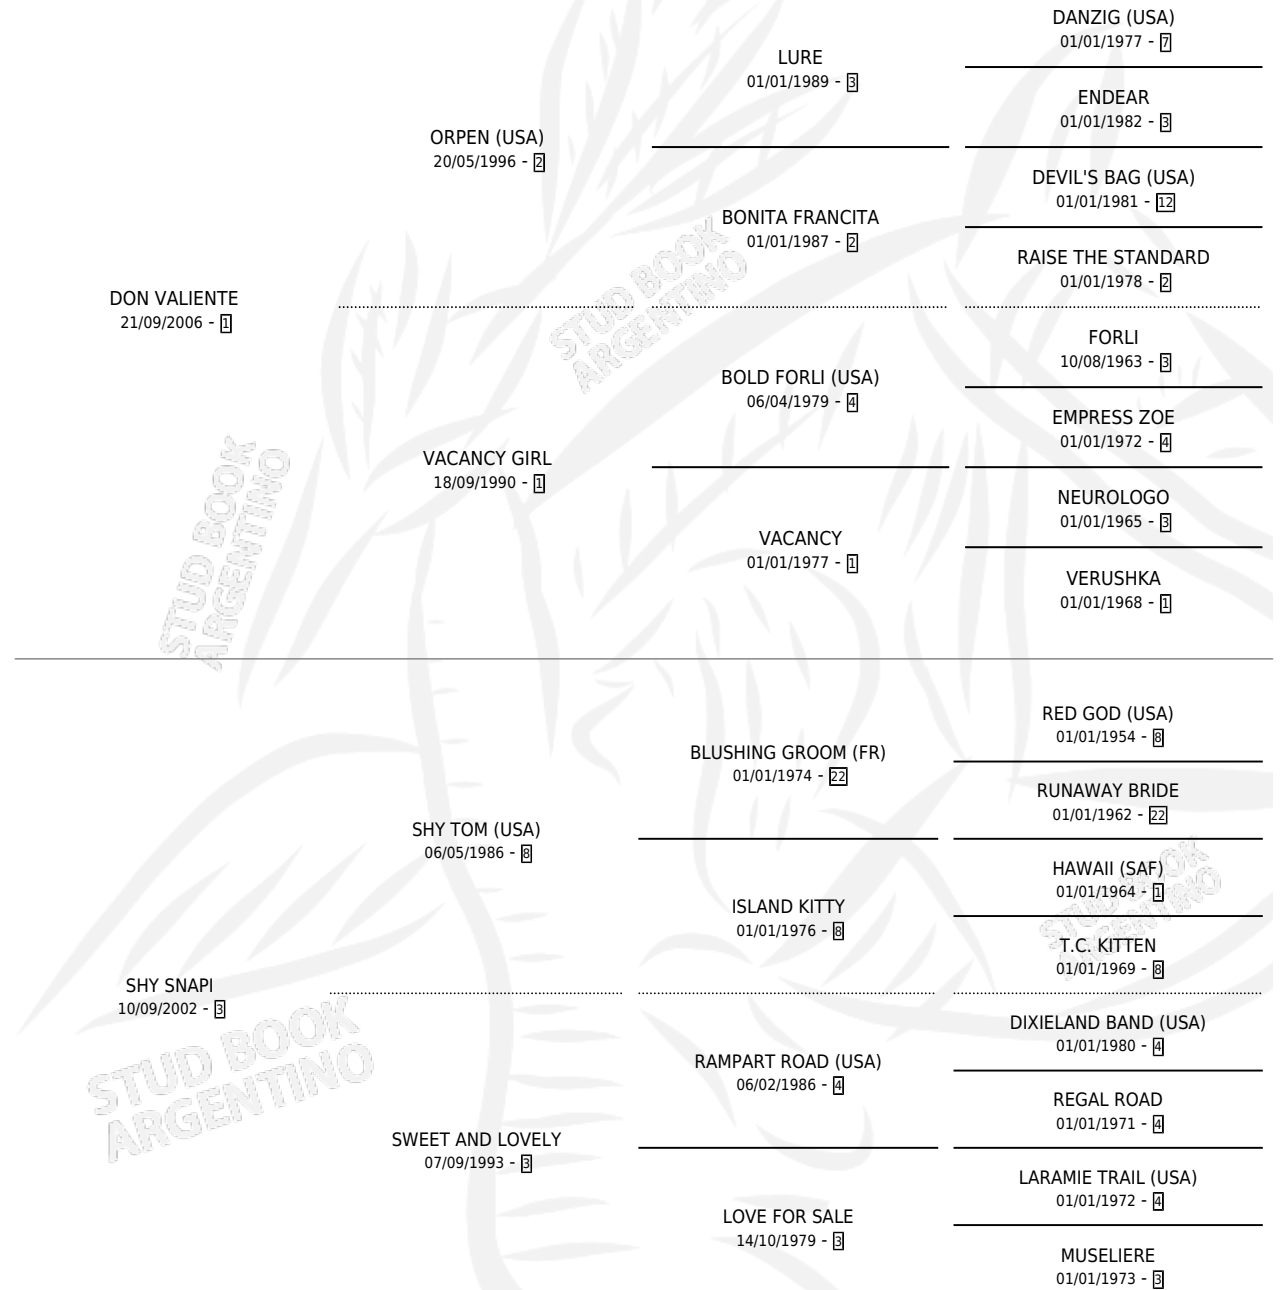 DANZIG (USA)
01/01/1977 - 7
LURE
01/01/1989 - 3
ENDEAR
01/01/1982 - 3
ORPEN (USA)
20/05/1996 - 2
DEVIL'S BAG (USA)
01/01/1981 - 12
BONITA FRANCITA
01/01/1987 - 2
RAISE THE STANDARD
01/01/1978 - 2
DON VALIENTE
21/09/2006 - 1
STUD BOOK
ARGENTINO
FORLI
10/08/1963 - 3
BOLD FORLI (USA)
06/04/1979 - 4
EMPRESS ZOE
01/01/1972 - 4
VACANCY GIRL
18/09/1990 - 1
NEUROLOGO
01/01/1965 - 3
VACANCY
01/01/1977 - 1
VERUSHKA
01/01/1968 - 1
STUD BOOK
ARGENTINO
RED GOD (USA)
01/01/1954 - 8
BLUSHING GROOM (FR)
01/01/1974 - 22
RUNAWAY BRIDE
01/01/1962 - 22
SHY TOM (USA)
06/05/1986 - 8
HAWAII (SAF)
01/01/1964 - 1
ISLAND KITTY
01/01/1976 - 8
STUD BOOK
ARGENTINO
T.C. KITTEN
01/01/1969 - 8
SHY SNAPI
10/09/2002 - 3
DIXIELAND BAND (USA)
01/01/1980 - 4
RAMPART ROAD (USA)
06/02/1986 - 4
STUD BOOK
ARGENTINO
REGAL ROAD
01/01/1971 - 4
SWEET AND LOVELY
07/09/1993 - 3
LARAMIE TRAIL (USA)
01/01/1972 - 4
LOVE FOR SALE
14/10/1979 - 3
MUSELIERE
01/01/1973 - 3